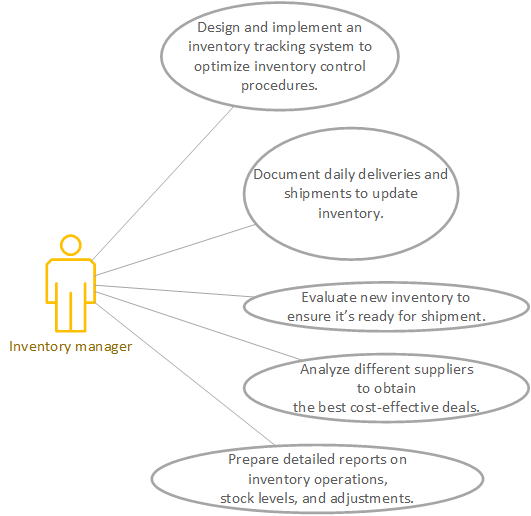 Design and implement an
inventory tracking system to
optimize inventory control
procedures.
Document daily deliveries and
shipments to update
inventory.
Evaluate new inventory to
ensure it’s ready for shipment.
Inventory manager
Analyze different suppliers
to obtain
the best cost-effective deals.
Prepare detailed reports on
inventory operations,
stock levels, and adjustments.